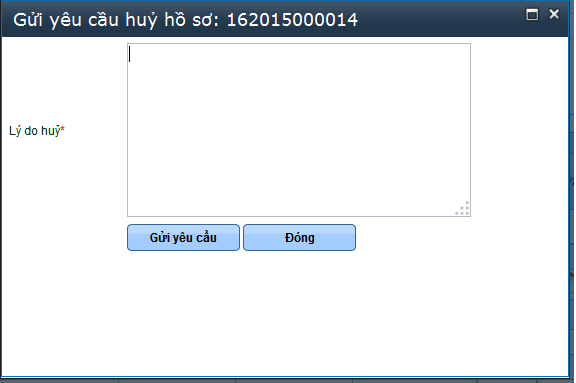 Gửi yêu cầu huỷ hồ sơ: 162015000014
Lý do huỷ*
Gửi yêu cầu
Đóng